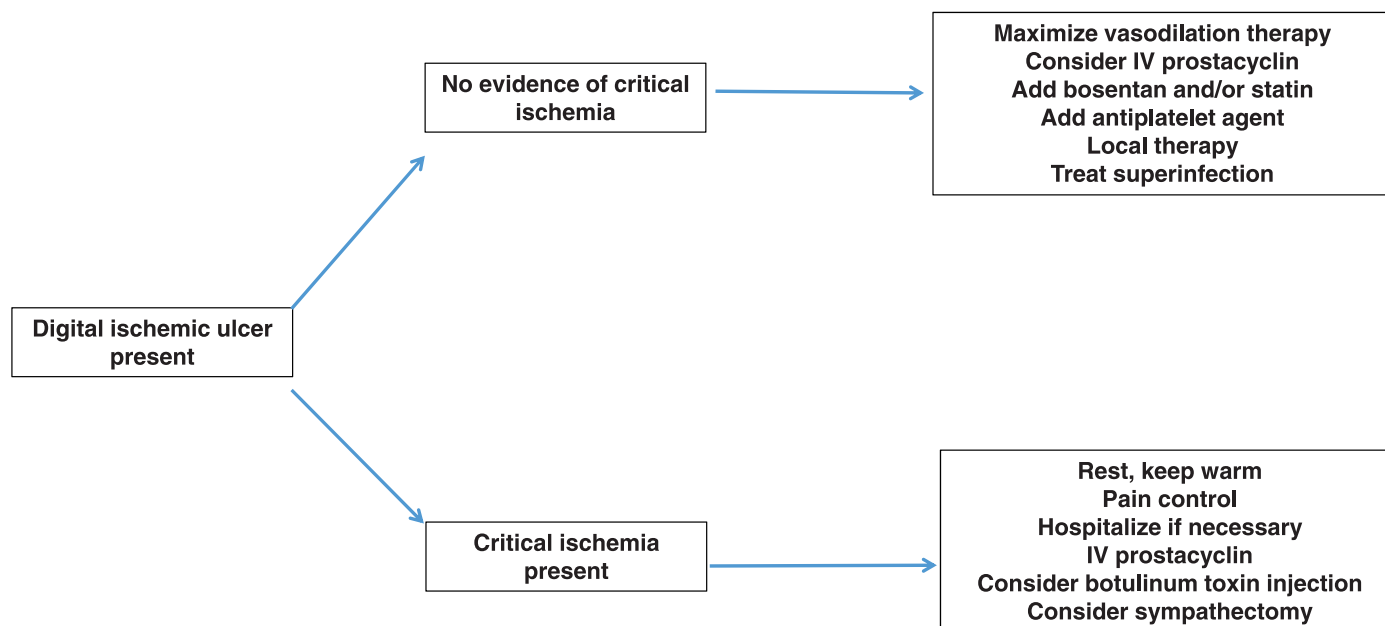 Digital ischemic ulcer
present
No evidence of critical
ischemia
Maximize vasodilation therapy
Consider IV prostacyclin
Add bosentan and/or statin
Add antiplatelet agent
Local therapy
Treat superinfection
Critical ischemia
present
Rest, keep warm
Pain control
Hospitalize if necessary
IV prostacyclin
Consider botulinum toxin injection
Consider sympathectomy